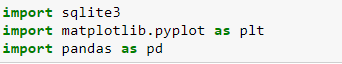 import sqlite3
import matplotlib.pyplot as plt
import pandas as pd